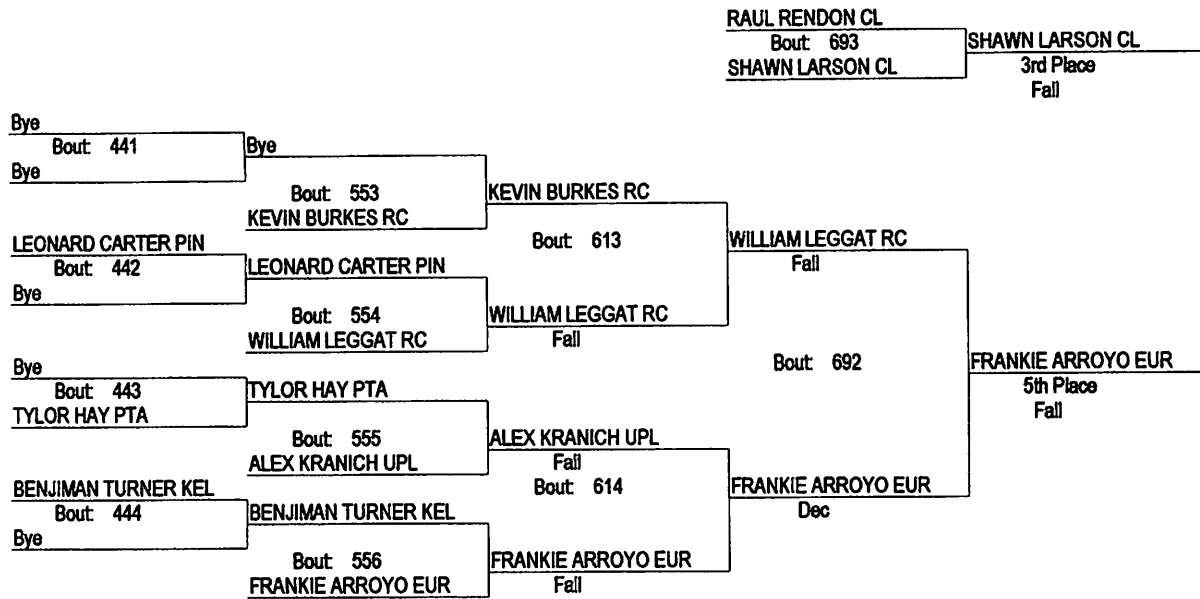 RAUL RENDON CL
Bout: 693
SHAWN LARSON CL
SHAWN LARSON CL
3rd Place
Fall
Bye
Bout: 441
Bye
Bye
Bout: 553
KEVIN BURKES RC
KEVIN BURKES RC
LEONARD CARTER PIN
Bout: 442
Bye
LEONARD CARTER PIN
Bout: 554
WILLIAM LEGGAT RC
WILLIAM LEGGAT RC
Fall
Bout: 613
WILLIAM LEGGAT RC
Fall
Bye
Bout: 443
TYLOR HAY PTA
TYLOR HAY PTA
Bout: 555
ALEX KRANICH UPL
ALEX KRANICH UPL
Fall
Bout: 614
BENJIMAN TURNER KEL
Bout: 444
Bye
BENJIMAN TURNER KEL
Bout: 556
FRANKIE ARROYO EUR
FRANKIE ARROYO EUR
Fall
FRANKIE ARROYO EUR
Dec
Bout: 692
FRANKIE ARROYO EUR
5th Place
Fall